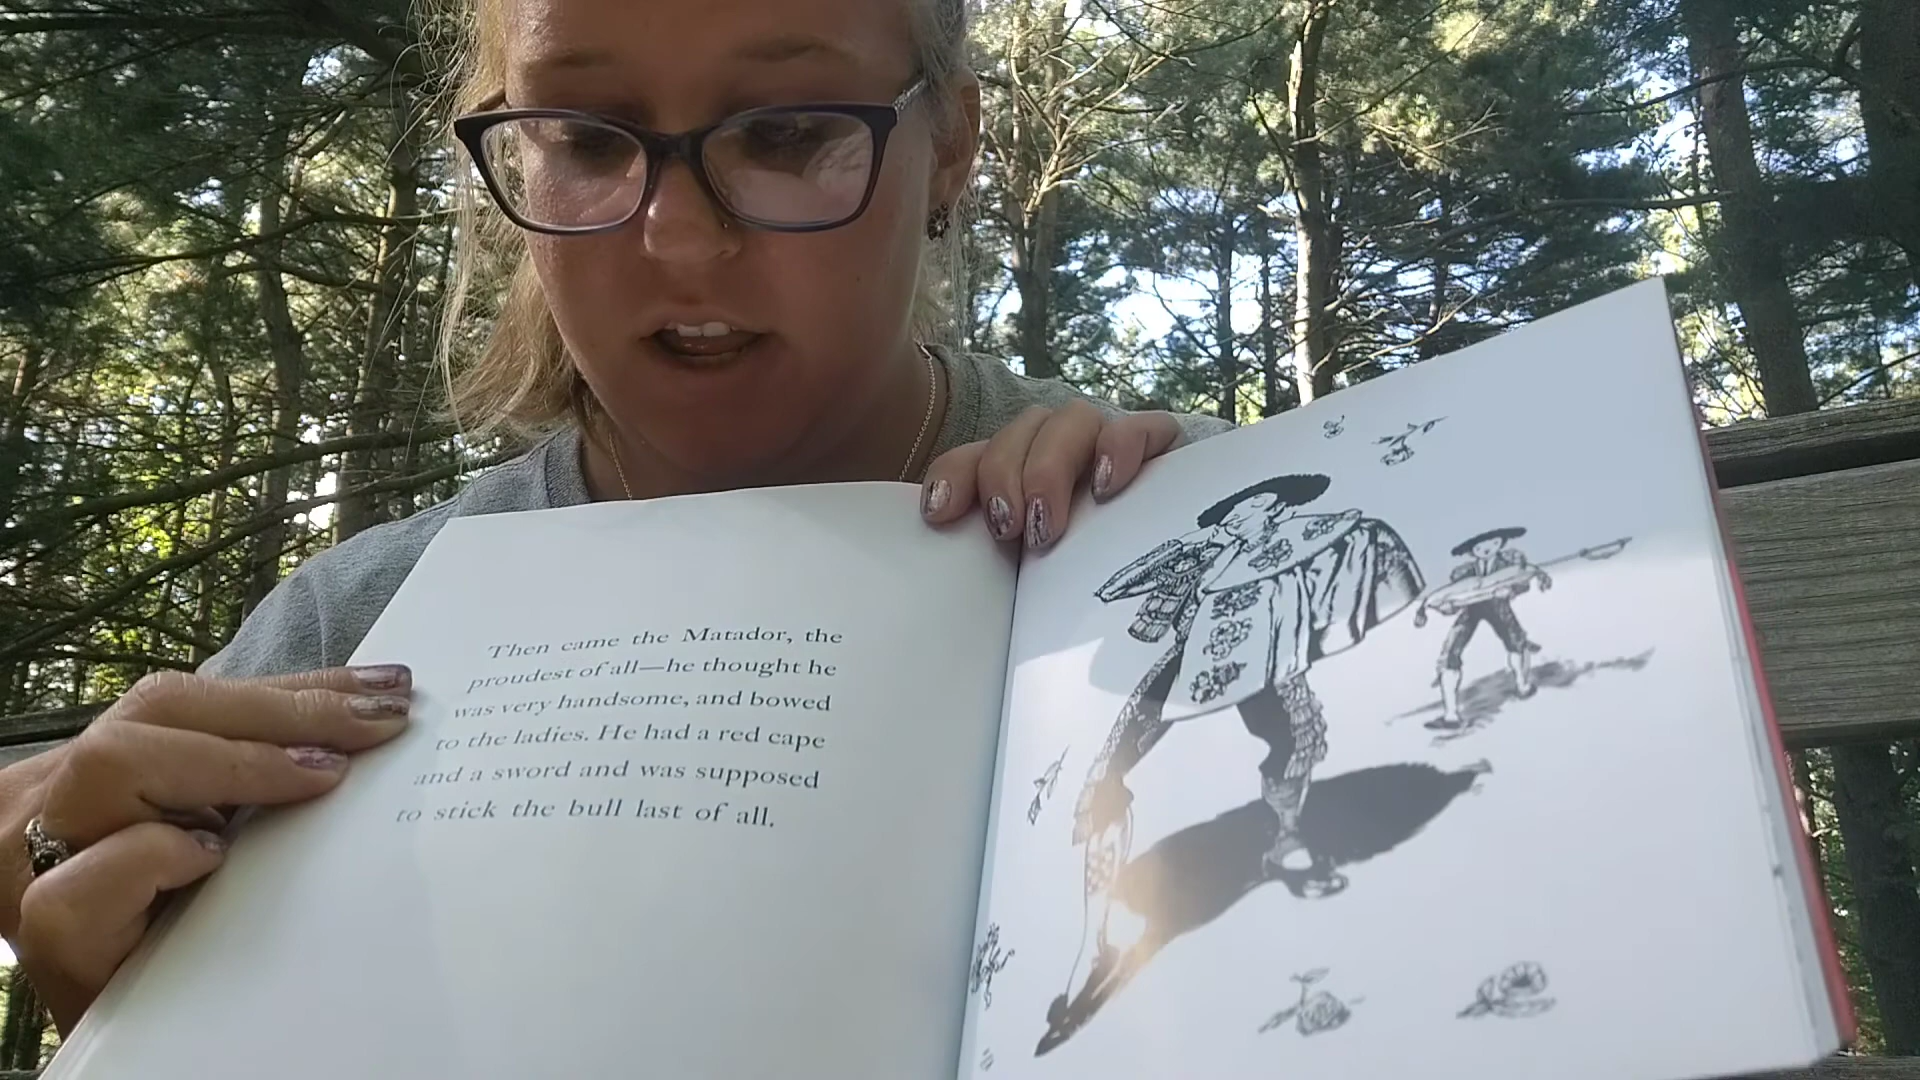 Then came the Matador, the
proudest of all—he thought he
was very handsome, and bowed
to the ladies. He had a red cape
and a sword and was supposed
to stick the bull last of all.